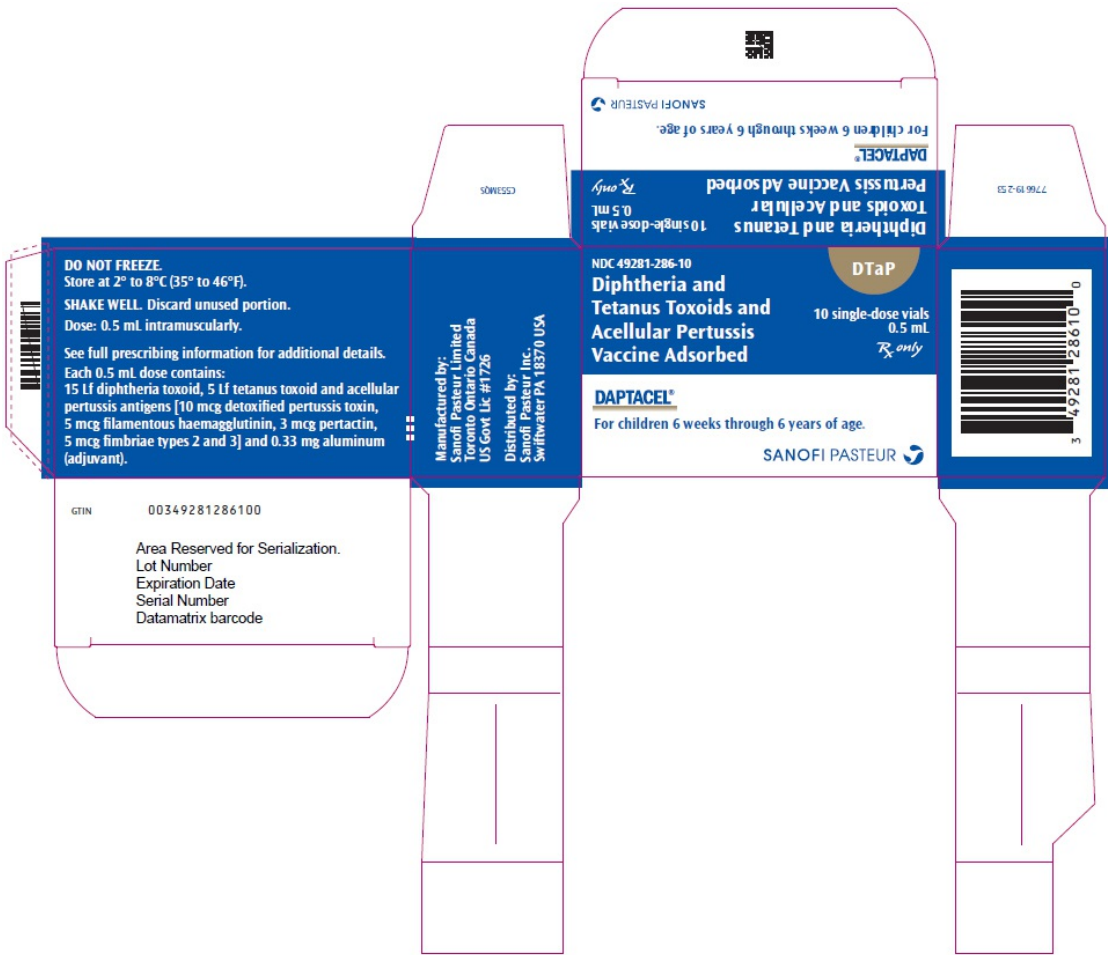 SANOFI PASTEUR
For children 6 weeks through 6 years of age.
DAPTACEL®
Diphtheria and Tetanus
Toxoids and Acellular
Pertussis Vaccine Adsorbed
10 single-dose vials
0.5 mL
Rx only
C553MQS
7766 19-2 53
DO NOT FREEZE.
Store at 2° to 8°C (35° to 46°F).
SHAKE WELL. Discard unused portion.
Dose: 0.5 mL intramuscularly.
See full prescribing information for additional details.
Each 0.5 mL dose contains:
15 Lf diphtheria toxoid, 5 Lf tetanus toxoid and acellular
pertussis antigens [10 mcg detoxified pertussis toxin,
5 mcg filamentous haemagglutinin, 3 mcg pertactin,
5 mcg fimbriae types 2 and 3] and 0.33 mg aluminum
(adjuvant).
Manufactured by:
Sanofi Pasteur Limited
Toronto Ontario Canada
US Govt Lic #1726
Distributed by:
Sanofi Pasteur Inc.
Swiftwater PA 18370 USA
NDC 49281-286-10
Diphtheria and
Tetanus Toxoids and
Acellular Pertussis
Vaccine Adsorbed
DTaP
10 single-dose vials
0.5 mL
Rx only
DAPTACEL®
For children 6 weeks through 6 years of age.
SANOFI PASTEUR
3 49281 28610 0
GTIN 00349281286100
Area Reserved for Serialization.
Lot Number
Expiration Date
Serial Number
Datamatrix barcode